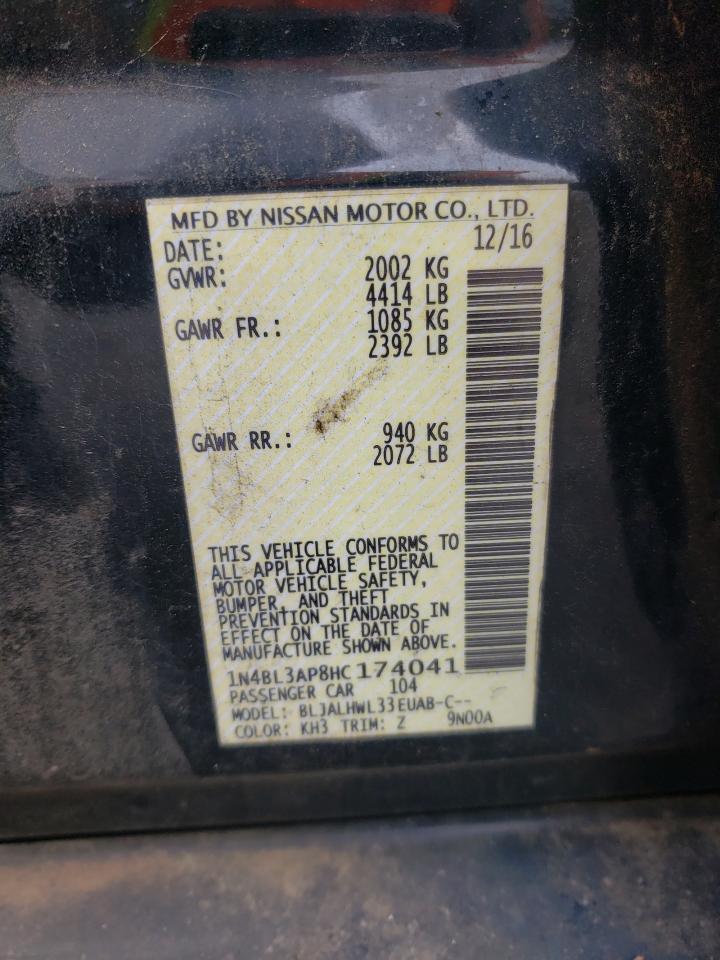 MFD BY NISSAN MOTOR CO., LTD.
DATE: 12/16
GVWR: 2002 KG
4414 LB
GAWR FR.: 1085 KG
2392 LB
GAWR RR.: 940 KG
2072 LB
THIS VEHICLE CONFORMS TO
ALL APPLICABLE FEDERAL
MOTOR VEHICLE SAFETY,
BUMPER, AND THEFT
PREVENTION STANDARDS IN
EFFECT ON THE DATE OF
MANUFACTURE SHOWN ABOVE.
1N4BL3AP8HC174041
PASSENGER CAR 104
MODEL: BLJALHWL33EUAB-C--
COLOR: KH3 TRIM: Z 9N00A